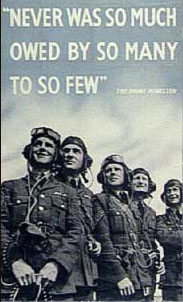 "NEVER WAS SO MUCH
OWED BY SO MANY
TO SO FEW"
THE PRIME MINISTER